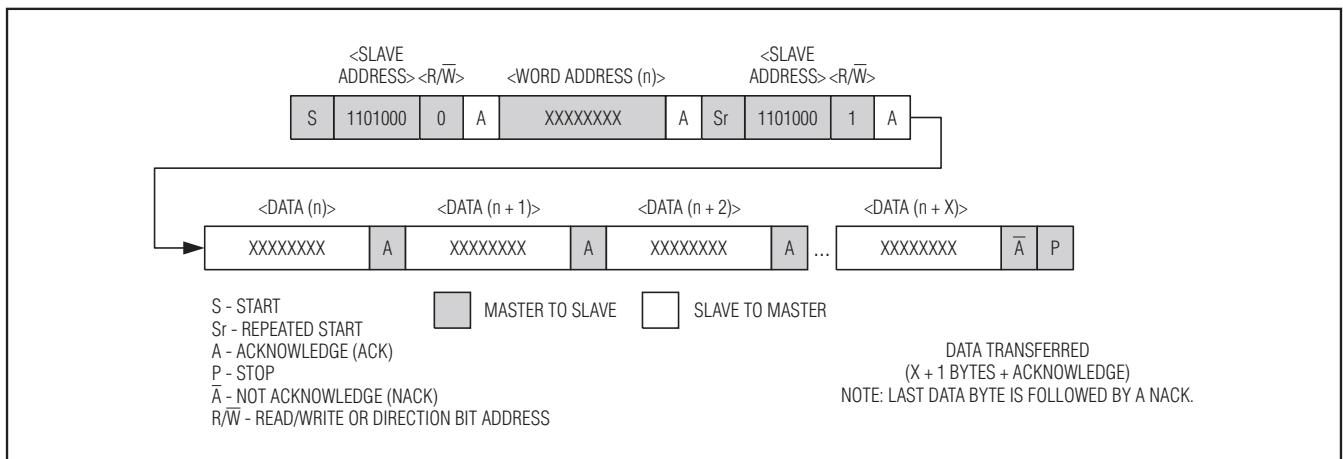 <SLAVE ADDRESS> <R/W̅> <WORD ADDRESS (n)> <SLAVE ADDRESS> <R/W̅>
S 1101000 0 A XXXXXXXX A Sr 1101000 1 A
<DATA (n)> <DATA (n + 1)> <DATA (n + 2)> <DATA (n + X)>
XXXXXXXX A XXXXXXXX A XXXXXXXX A ... XXXXXXXX A̅ P
S - START
Sr - REPEATED START
A - ACKNOWLEDGE (ACK)
P - STOP
A̅ - NOT ACKNOWLEDGE (NACK)
R/W̅ - READ/WRITE OR DIRECTION BIT ADDRESS
MASTER TO SLAVE SLAVE TO MASTER
DATA TRANSFERRED
(X + 1 BYTES + ACKNOWLEDGE)
NOTE: LAST DATA BYTE IS FOLLOWED BY A NACK.